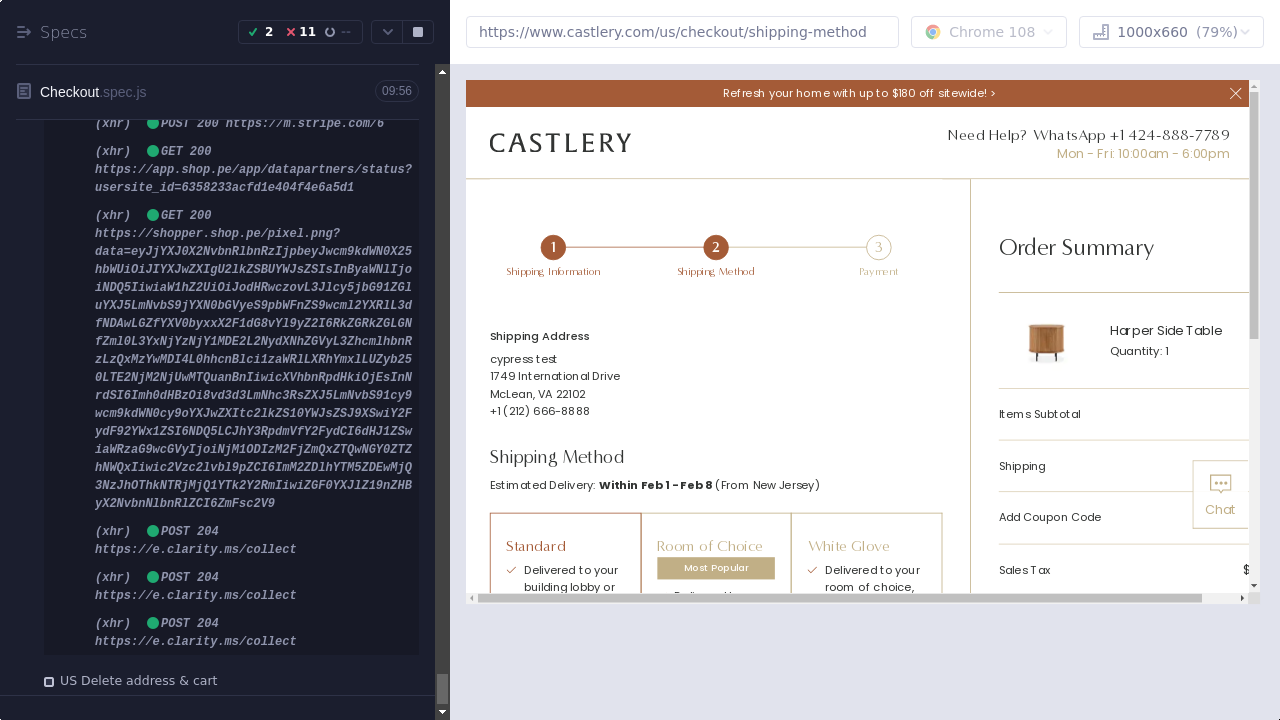 Specs
2
11
--
https://www.castlery.com/us/checkout/shipping-method
Chrome 108
1000x660 (79%)
Checkout.spec.js
09:56
(xhr) POST 200 https://m.stripe.com/6
(xhr) GET 200
https://app.shop.pe/app/datapartners/status?
usersite_id=6358233acfd1e404f4e6a5d1
(xhr) GET 200
https://shopper.shop.pe/pixel.png?
(xhr) POST 204
https://e.clarity.ms/collect
(xhr) POST 204
https://e.clarity.ms/collect
(xhr) POST 204
https://e.clarity.ms/collect
US Delete address & cart
Refresh your home with up to $180 off sitewide! >
CASTLERY
Need Help? WhatsApp +1 424-888-7789
Mon - Fri: 10:00am - 6:00pm
1
2
3
Shipping Information
Shipping Method
Payment
Shipping Address
cypress test
1749 International Drive
McLean, VA 22102
+1 (212) 666-8888
Shipping Method
Estimated Delivery: Within Feb 1 - Feb 8 (From New Jersey)
Standard
Delivered to your
building lobby or
Room of Choice
Most Popular
White Glove
Delivered to your
room of choice,
Order Summary
Harper Side Table
Quantity: 1
Items Subtotal
Shipping
Add Coupon Code
Sales Tax
$
Chat